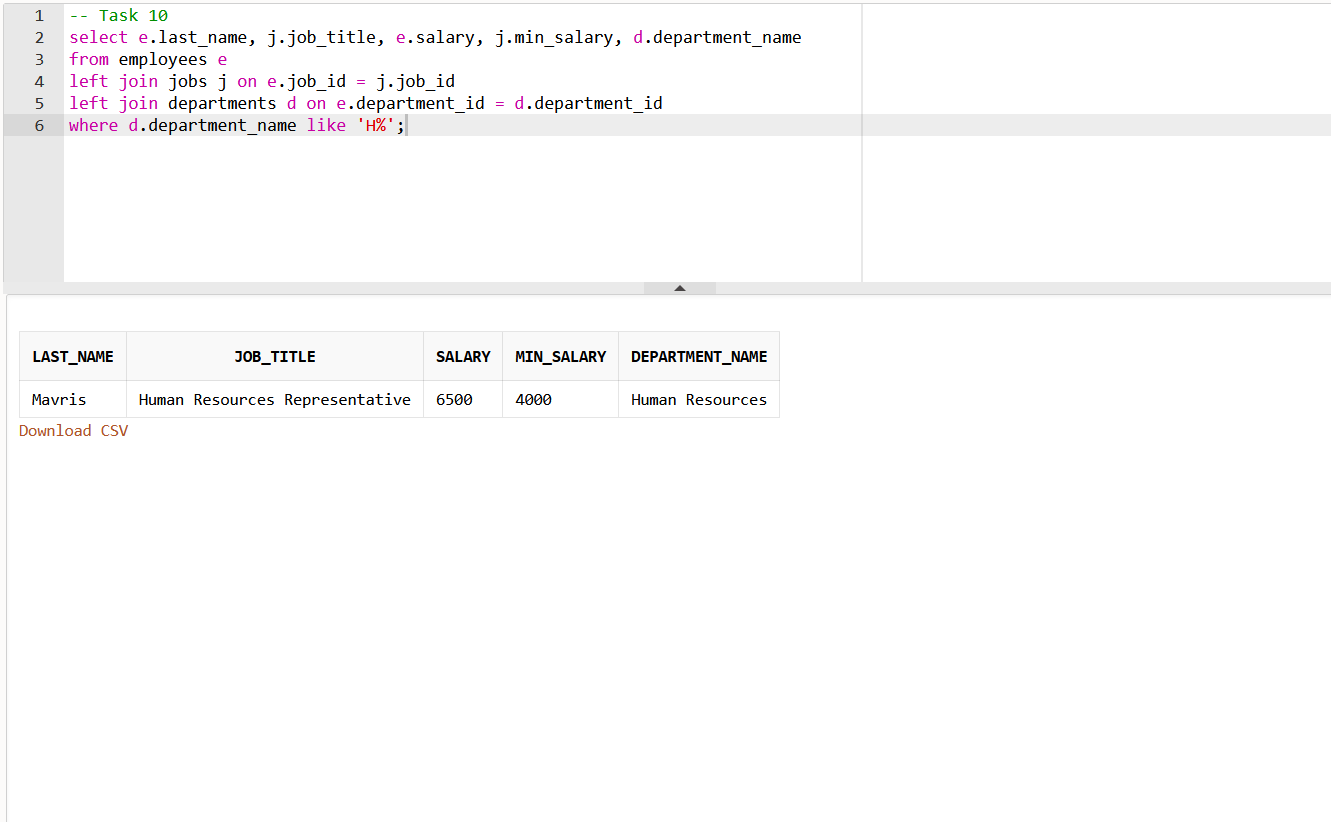 1 -- Task 10
2 select e.last_name, j.job_title, e.salary, j.min_salary, d.department_name
3 from employees e
4 left join jobs j on e.job_id = j.job_id
5 left join departments d on e.department_id = d.department_id
6 where d.department_name like 'H%';
LAST_NAME JOB_TITLE SALARY MIN_SALARY DEPARTMENT_NAME
Mavris Human Resources Representative 6500 4000 Human Resources
Download CSV